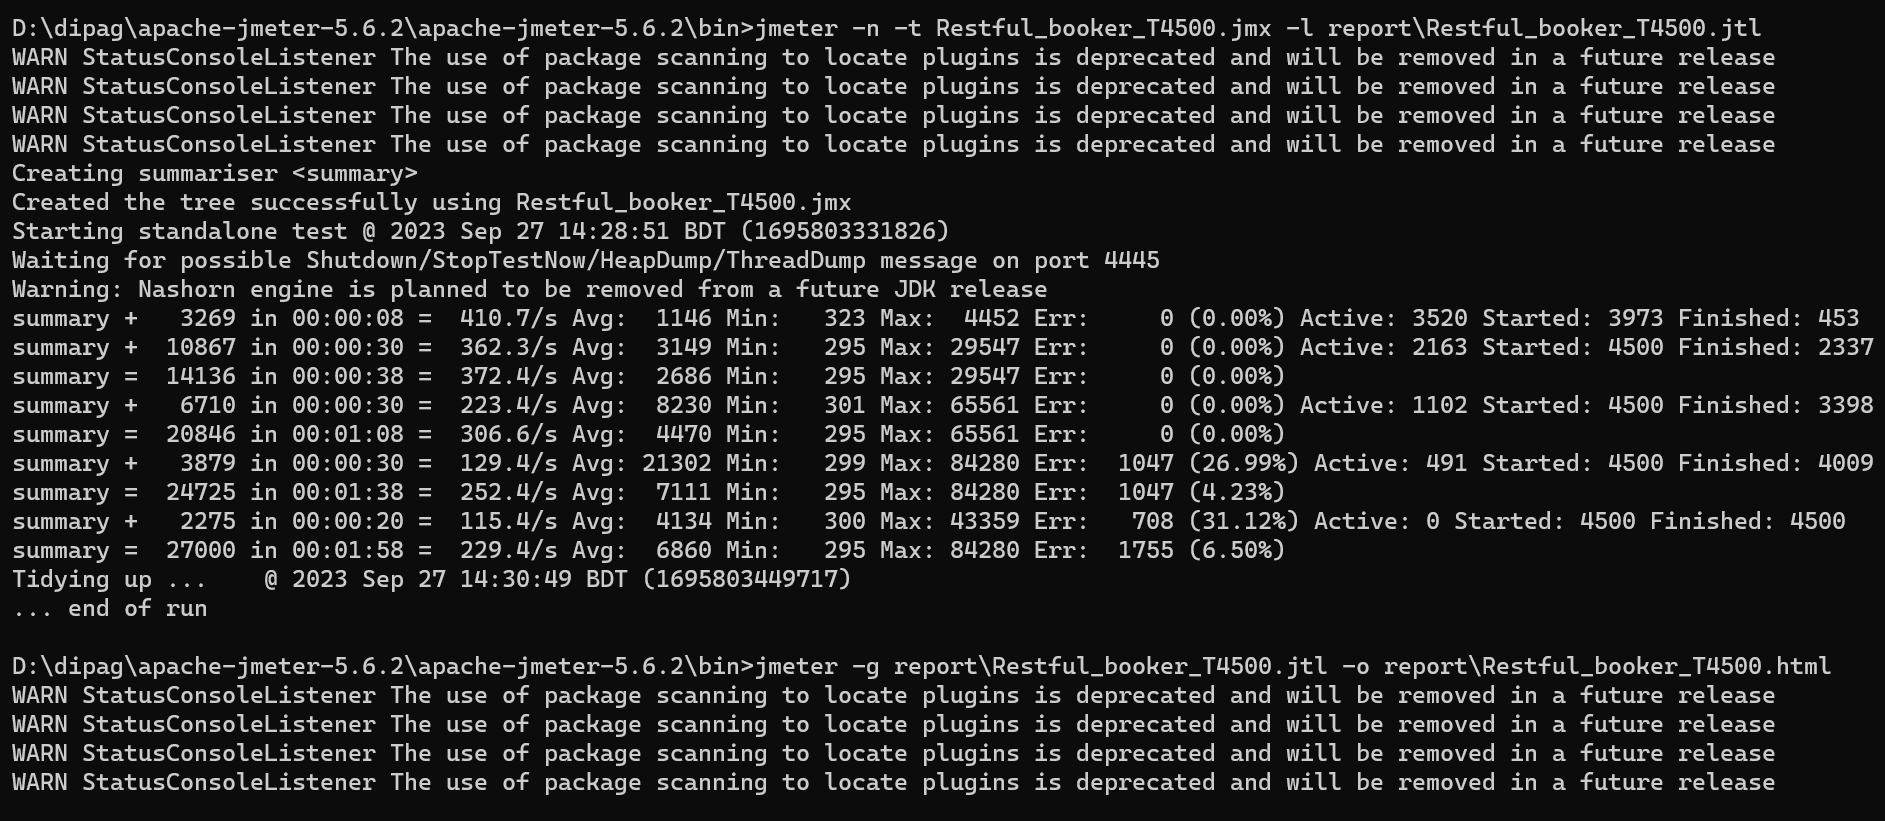 D:\dipag\apache-jmeter-5.6.2\apache-jmeter-5.6.2\bin>jmeter -n -t Restful_booker_T4500.jmx -l report\Restful_booker_T4500.jtl
WARN StatusConsoleListener The use of package scanning to locate plugins is deprecated and will be removed in a future release
WARN StatusConsoleListener The use of package scanning to locate plugins is deprecated and will be removed in a future release
WARN StatusConsoleListener The use of package scanning to locate plugins is deprecated and will be removed in a future release
WARN StatusConsoleListener The use of package scanning to locate plugins is deprecated and will be removed in a future release
Creating summariser <summary>
Created the tree successfully using Restful_booker_T4500.jmx
Starting standalone test @ 2023 Sep 27 14:28:51 BDT (1695803331826)
Waiting for possible Shutdown/StopTestNow/HeapDump/ThreadDump message on port 4445
Warning: Nashorn engine is planned to be removed from a future JDK release
summary +   3269 in 00:00:08 =  410.7/s Avg:  1146 Min:   323 Max:  4452 Err:     0 (0.00%) Active: 3520 Started: 3973 Finished: 453
summary +  10867 in 00:00:30 =  362.3/s Avg:  3149 Min:   295 Max: 29547 Err:     0 (0.00%) Active: 2163 Started: 4500 Finished: 2337
summary =  14136 in 00:00:38 =  372.4/s Avg:  2686 Min:   295 Max: 29547 Err:     0 (0.00%)
summary +   6710 in 00:00:30 =  223.4/s Avg:  8230 Min:   301 Max: 65561 Err:     0 (0.00%) Active: 1102 Started: 4500 Finished: 3398
summary =  20846 in 00:01:08 =  306.6/s Avg:  4470 Min:   295 Max: 65561 Err:     0 (0.00%)
summary +   3879 in 00:00:30 =  129.4/s Avg: 21302 Min:   299 Max: 84280 Err:  1047 (26.99%) Active: 491 Started: 4500 Finished: 4009
summary =  24725 in 00:01:38 =  252.4/s Avg:  7111 Min:   295 Max: 84280 Err:  1047 (4.23%)
summary +   2275 in 00:00:20 =  115.4/s Avg:  4134 Min:   300 Max: 43359 Err:   708 (31.12%) Active: 0 Started: 4500 Finished: 4500
summary =  27000 in 00:01:58 =  229.4/s Avg:  6860 Min:   295 Max: 84280 Err:  1755 (6.50%)
Tidying up ...    @ 2023 Sep 27 14:30:49 BDT (1695803449717)
... end of run
D:\dipag\apache-jmeter-5.6.2\apache-jmeter-5.6.2\bin>jmeter -g report\Restful_booker_T4500.jtl -o report\Restful_booker_T4500.html
WARN StatusConsoleListener The use of package scanning to locate plugins is deprecated and will be removed in a future release
WARN StatusConsoleListener The use of package scanning to locate plugins is deprecated and will be removed in a future release
WARN StatusConsoleListener The use of package scanning to locate plugins is deprecated and will be removed in a future release
WARN StatusConsoleListener The use of package scanning to locate plugins is deprecated and will be removed in a future release